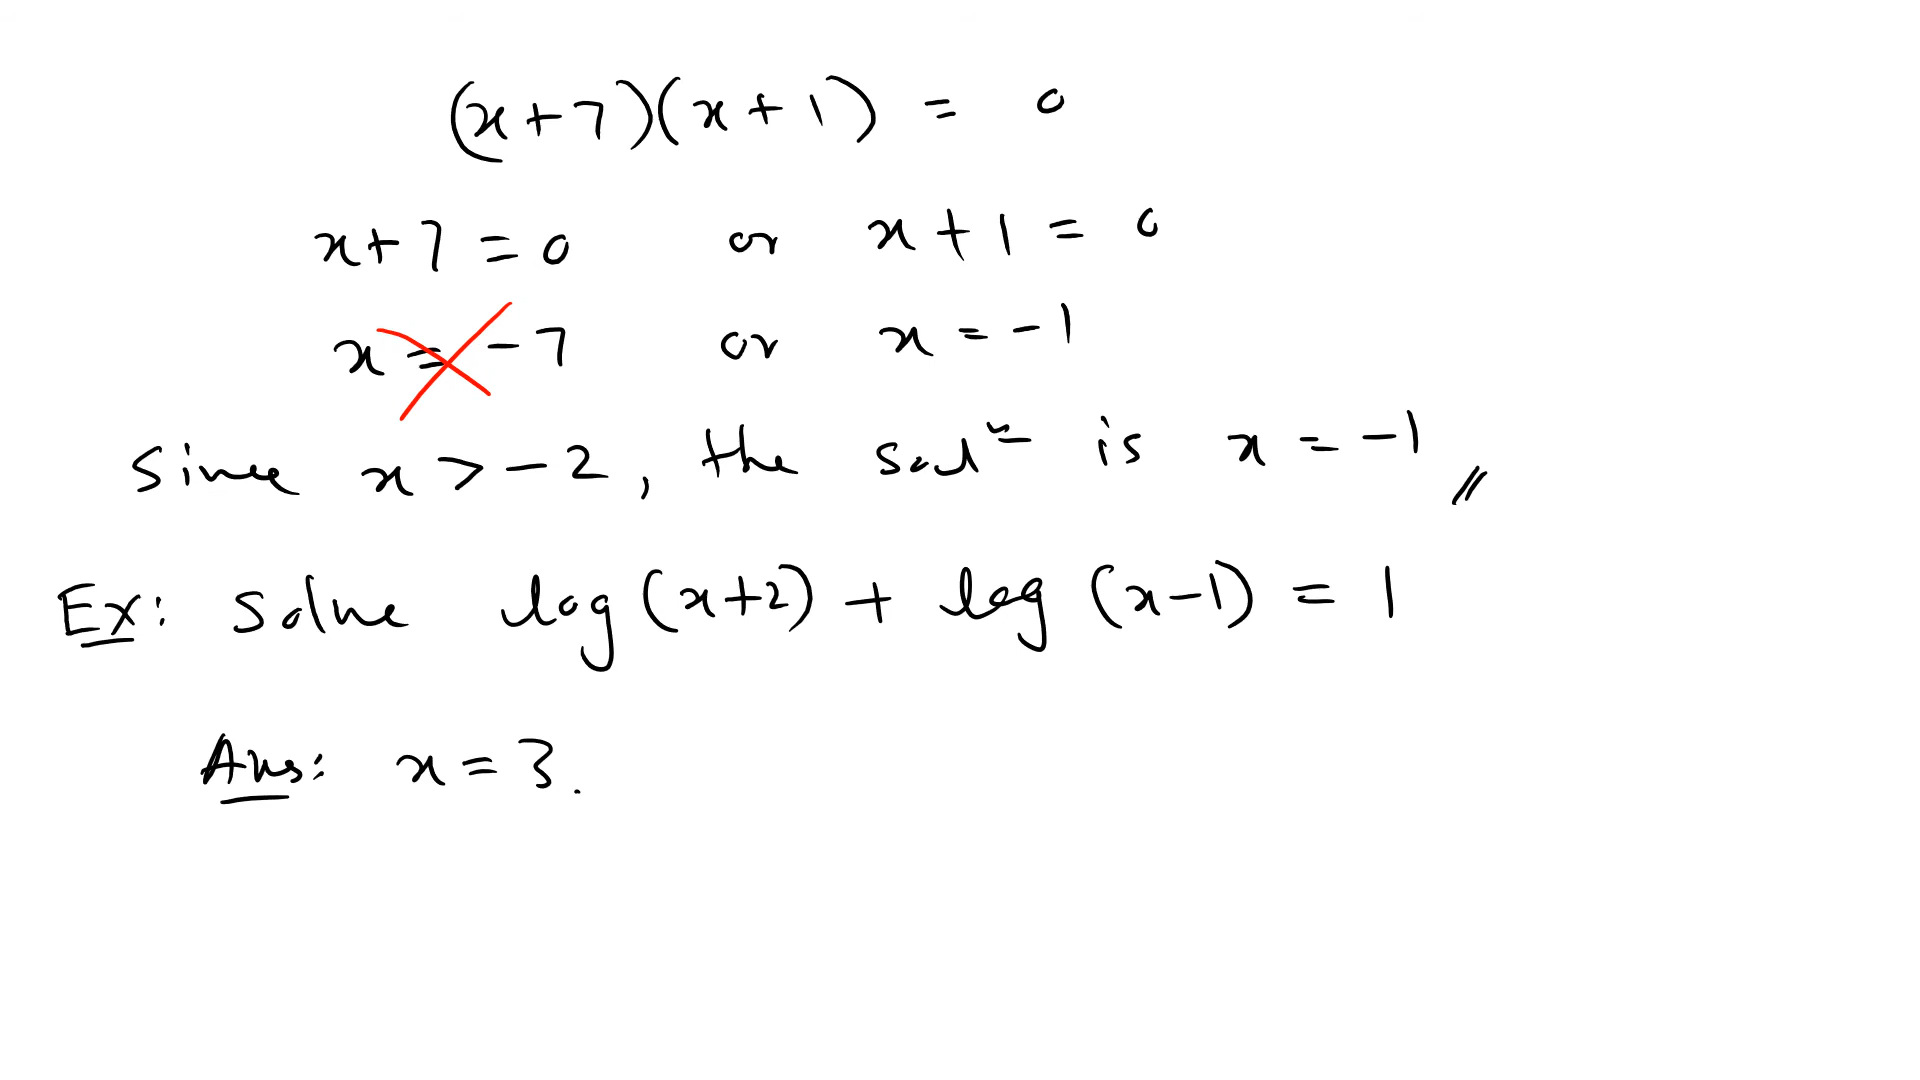 (x+7)(x+1) = 0
x+7 = 0 or x+1 = 0
x = -7 or x = -1
Since x > -2, the solⁿ is x = -1 //
Ex: Solve log (x+2) + log (x-1) = 1
Ans: x = 3.